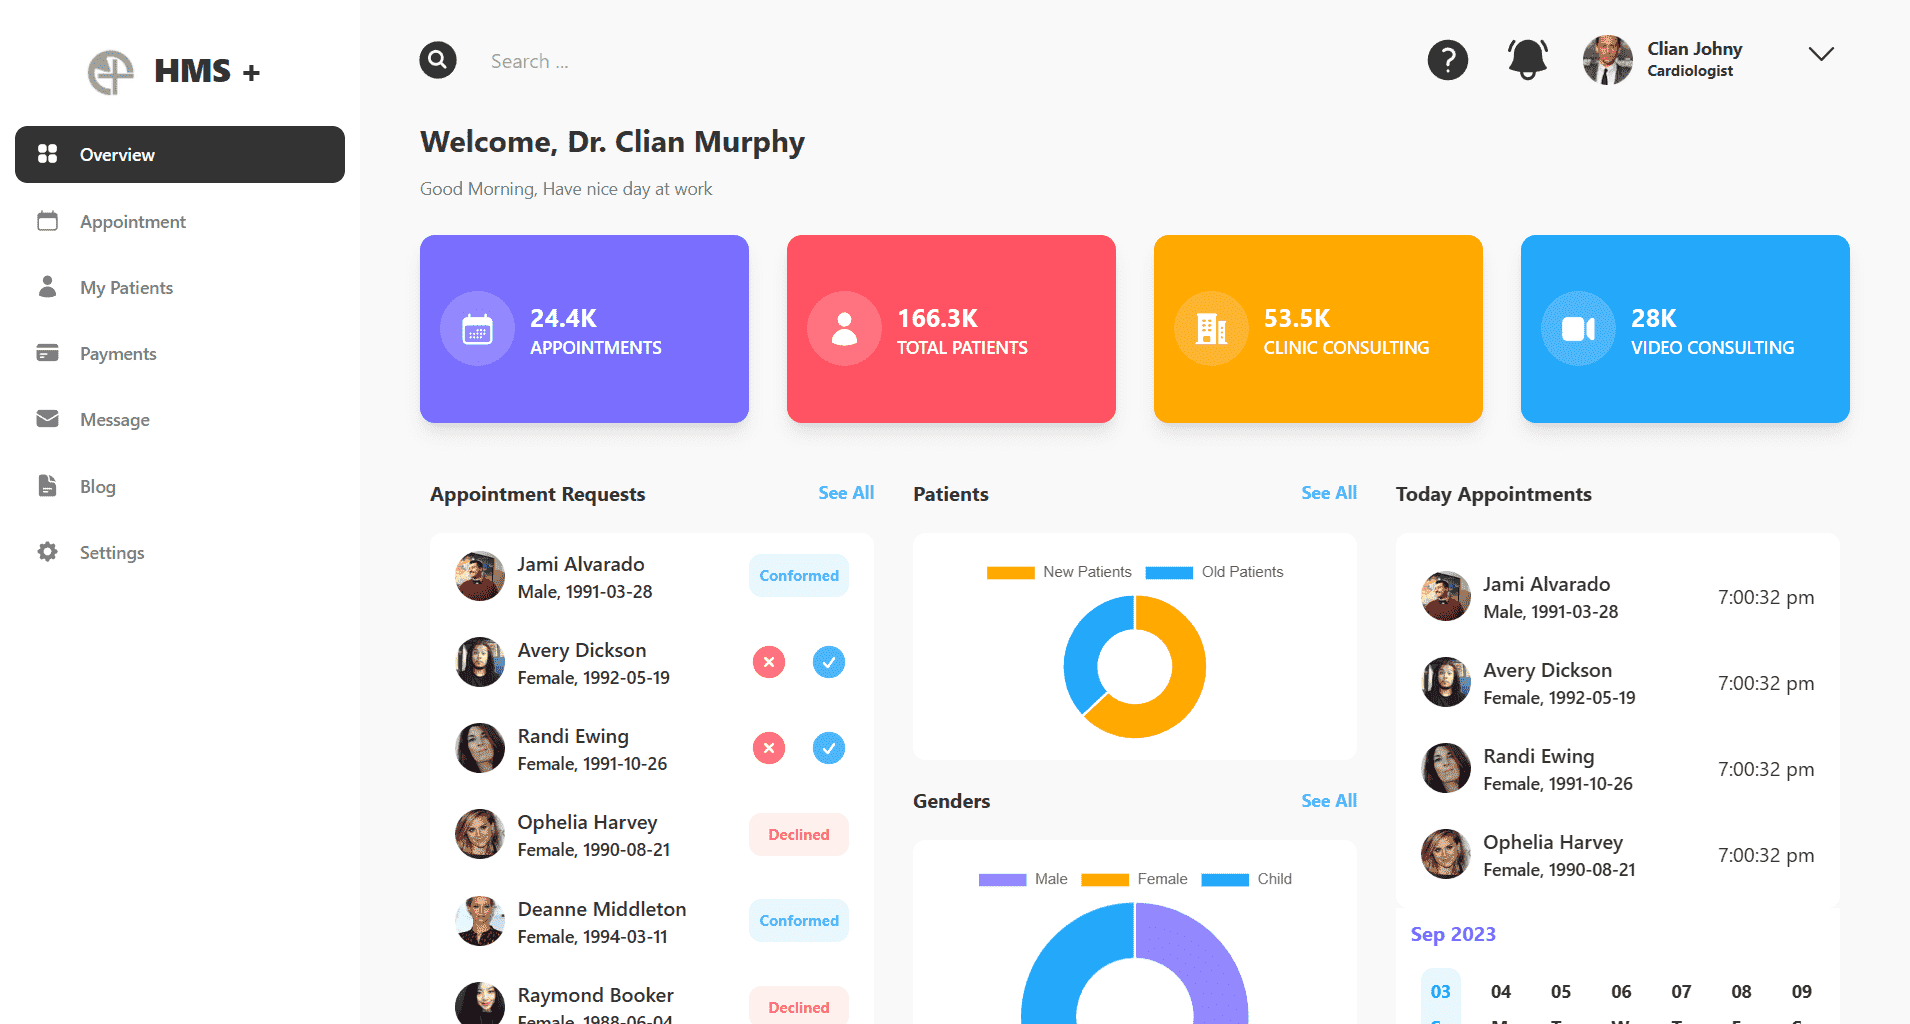 HMS +
Overview
Appointment
My Patients
Payments
Message
Blog
Settings
Search ...
Clian Johny
Cardiologist
Welcome, Dr. Clian Murphy
Good Morning, Have nice day at work
24.4K
APPOINTMENTS
166.3K
TOTAL PATIENTS
53.5K
CLINIC CONSULTING
28K
VIDEO CONSULTING
Appointment Requests
See All
Jami Alvarado
Male, 1991-03-28
Conformed
Avery Dickson
Female, 1992-05-19
Randi Ewing
Female, 1991-10-26
Ophelia Harvey
Female, 1990-08-21
Declined
Deanne Middleton
Female, 1994-03-11
Conformed
Raymond Booker
Female, 1988-06-04
Declined
Patients
See All
New Patients
Old Patients
Genders
See All
Male
Female
Child
Today Appointments
Jami Alvarado
Male, 1991-03-28
7:00:32 pm
Avery Dickson
Female, 1992-05-19
7:00:32 pm
Randi Ewing
Female, 1991-10-26
7:00:32 pm
Ophelia Harvey
Female, 1990-08-21
7:00:32 pm
Sep 2023
03 04 05 06 07 08 09